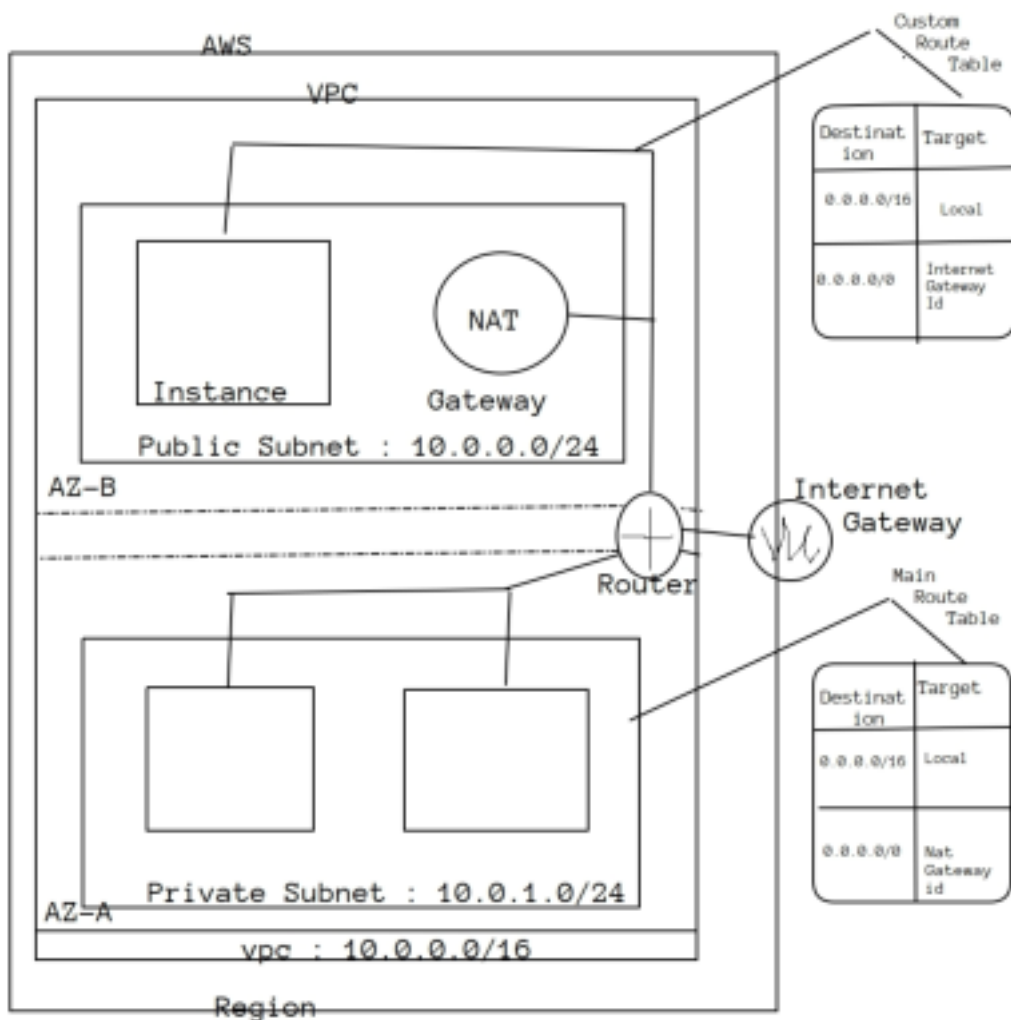 AWS
VPC
Custom
Route
Table
Destinat
ion
Target
0.0.0.0/16
Local
0.0.0.0/0
Internet
Gateway
Id
Instance
NAT
Gateway
Public Subnet : 10.0.0.0/24
AZ-B
Internet
Gateway
Router
Main
Route
Table
Destinat
ion
Target
0.0.0.0/16
Local
0.0.0.0/0
Nat
Gateway
id
Private Subnet : 10.0.1.0/24
AZ-A
vpc : 10.0.0.0/16
Region